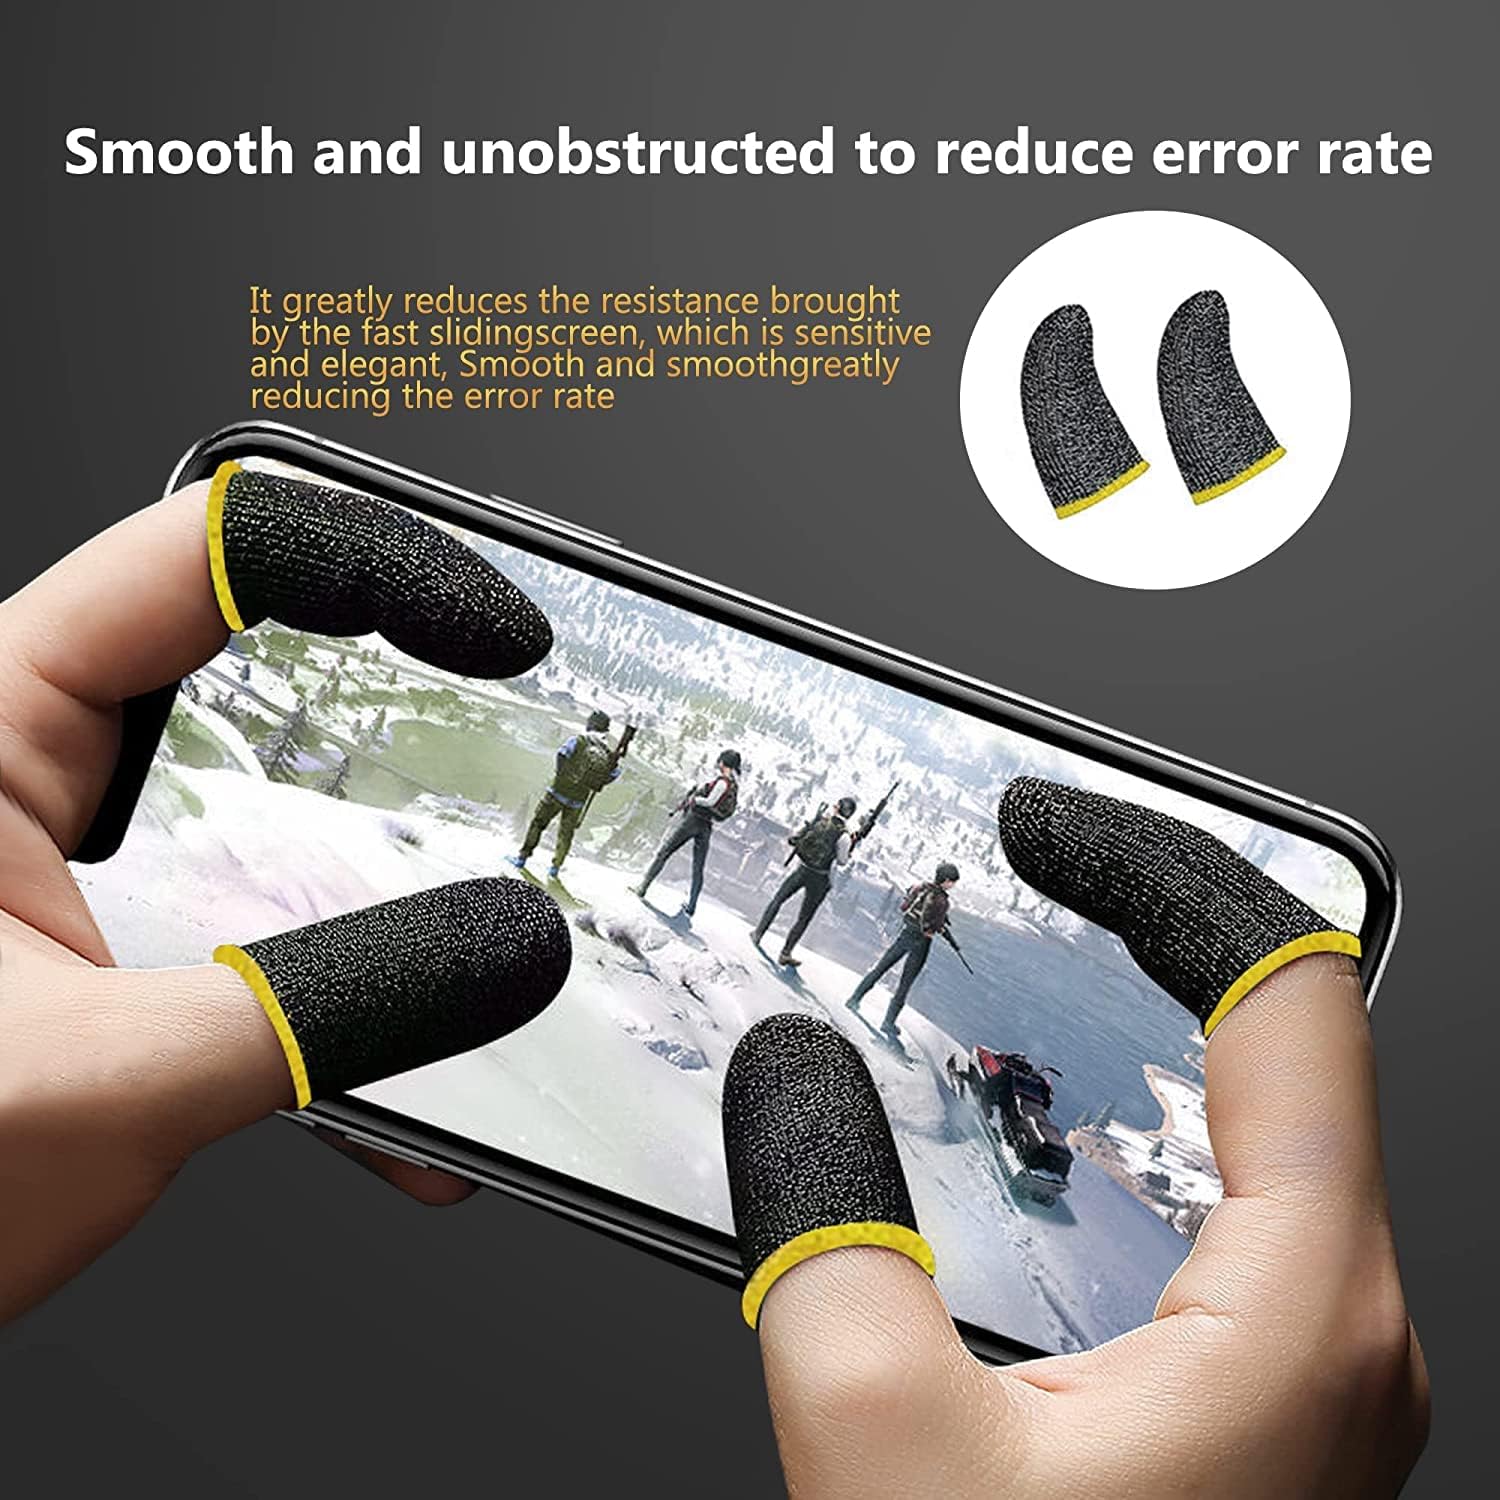 Smooth and unobstructed to reduce error rate
It greatly reduces the resistance brought
by the fast slidingscreen, which is sensitive
and elegant, Smooth and smoothgreatly
reducing the error rate